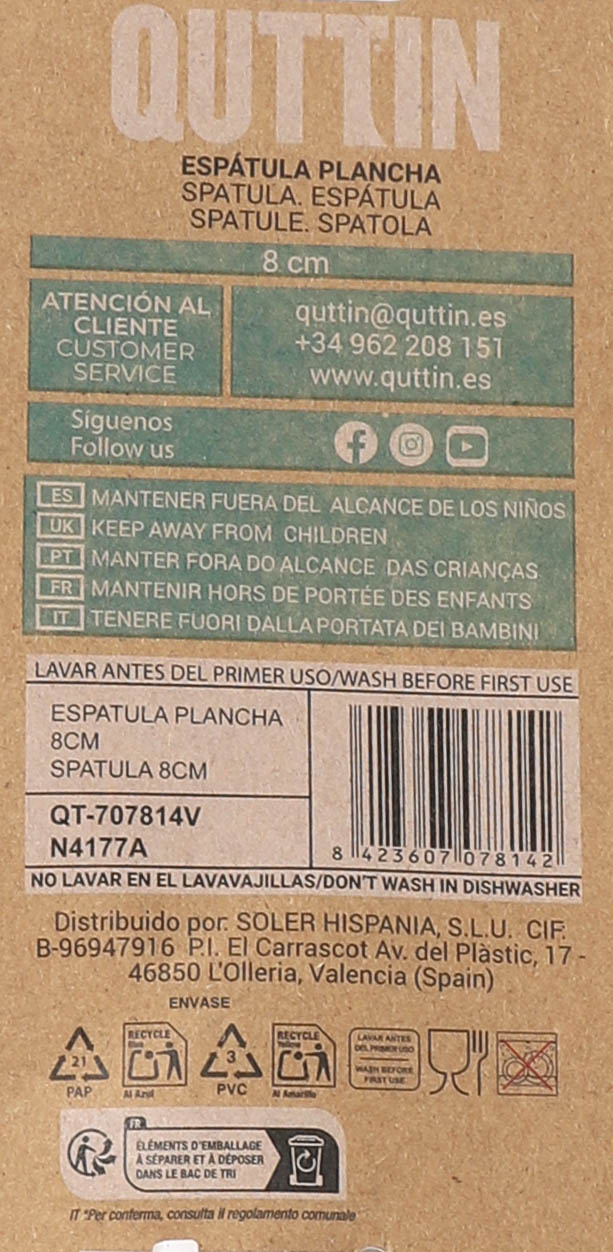 QUTTIN
ESPÁTULA PLANCHA
SPATULA. ESPÁTULA
SPATULE. SPATOLA
8 cm
ATENCIÓN AL
CLIENTE
CUSTOMER
SERVICE
quttin@quttin.es
+34 962 208 151
www.quttin.es
Síguenos
Follow us
ES MANTENER FUERA DEL ALCANCE DE LOS NIÑOS
UK KEEP AWAY FROM CHILDREN
PT MANTER FORA DO ALCANCE DAS CRIANÇAS
FR MANTENIR HORS DE PORTÉE DES ENFANTS
IT TENERE FUORI DALLA PORTATA DEI BAMBINI
LAVAR ANTES DEL PRIMER USO/WASH BEFORE FIRST USE
ESPATULA PLANCHA
8CM
SPATULA 8CM
QT-707814V
N4177A
8 423607 078142
NO LAVAR EN EL LAVAVAJILLAS/DON'T WASH IN DISHWASHER
Distribuido por: SOLER HISPANIA, S.L.U. CIF:
B-96947916 P.I. El Carrascot Av. del Plàstic, 17 -
46850 L'Olleria, Valencia (Spain)
ENVASE
21
PAP
RECYCLE
Blue
Al Azul
3
PVC
RECYCLE
Yellow
Al Amarillo
LAVAR ANTES
DEL PRIMER USO
WASH BEFORE
FIRST USE
FR
ÉLÉMENTS D'EMBALLAGE
À SÉPARER ET À DÉPOSER
DANS LE BAC DE TRI
IT *Per conferma, consulta il regolamento comunale